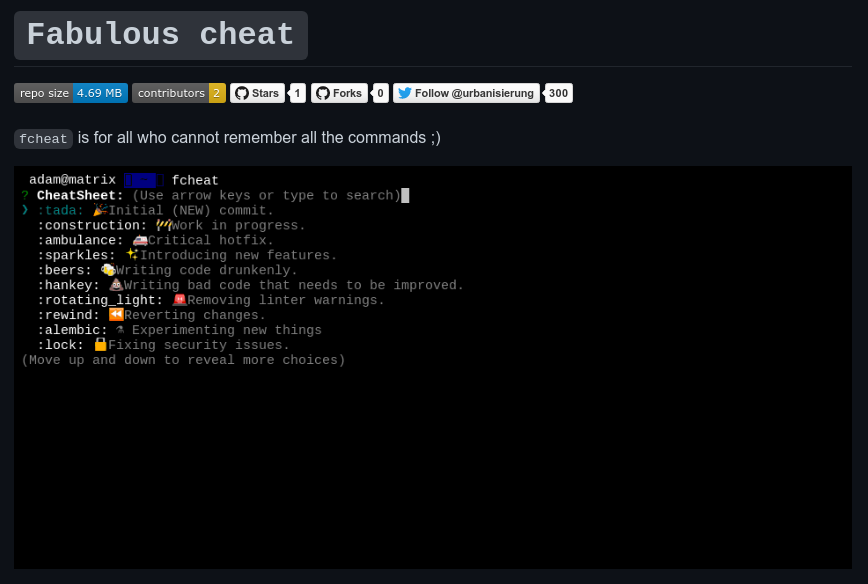 Fabulous cheat
repo size 4.69 MB contributors 2 Stars 1 Forks 0 Follow @urbanisierung 300
fcheat is for all who cannot remember all the commands ;)
adam@matrix fcheat
? CheatSheet: (Use arrow keys or type to search)
❯ :tada: 🎉Initial (NEW) commit.
:construction: 🚧Work in progress.
:ambulance: 🚑Critical hotfix.
:sparkles: ✨Introducing new features.
:beers: 🍻Writing code drunkenly.
:hankey: 💩Writing bad code that needs to be improved.
:rotating_light: 🚨Removing linter warnings.
:rewind: ⏪Reverting changes.
:alembic: ⚗ Experimenting new things
:lock: 🔒Fixing security issues.
(Move up and down to reveal more choices)